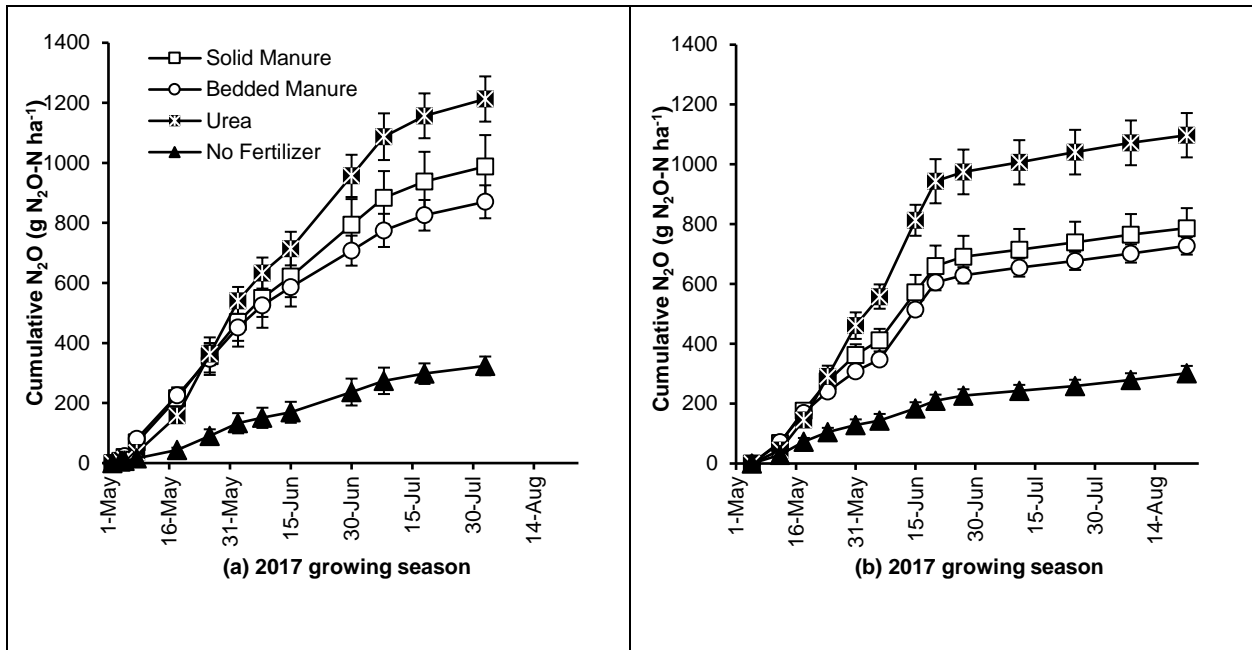 Cumulative N₂O (g N₂O-N ha⁻¹)
1400
1200
1000
800
600
400
200
0
Solid Manure
Bedded Manure
Urea
No Fertilizer
1-May
16-May
31-May
15-Jun
30-Jun
15-Jul
30-Jul
14-Aug
(a) 2017 growing season
Cumulative N₂O (g N₂O-N ha⁻¹)
1400
1200
1000
800
600
400
200
0
1-May
16-May
31-May
15-Jun
30-Jun
15-Jul
30-Jul
14-Aug
(b) 2017 growing season